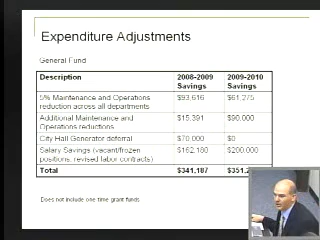 Expenditure Adjustments
General Fund
Description 2008-2009 2009-2010
Savings Savings
5% Maintenance and Operations $93,616 $61,275
reduction across all departments
Additional Maintenance and $15,391 $90,000
Operations reductions
City Hall Generator deferral $70,000 $0
Salary Savings (vacant/frozen $162,180 $200,000
positions, revised labor contracts)
Total $341,187
Does not include one time grant funds